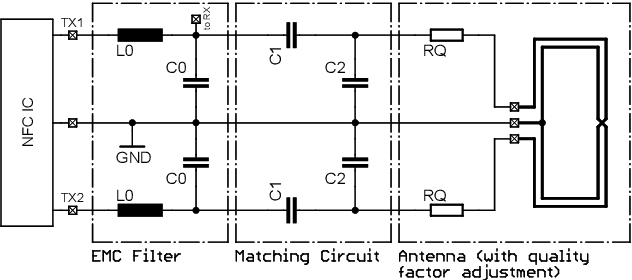 TX1
to RX
L0
C1
RQ
C0
C2
NFC IC
GND
C0
C2
TX2
L0
C1
RQ
EMC Filter
Matching Circuit
Antenna (with quality
factor adjustment)